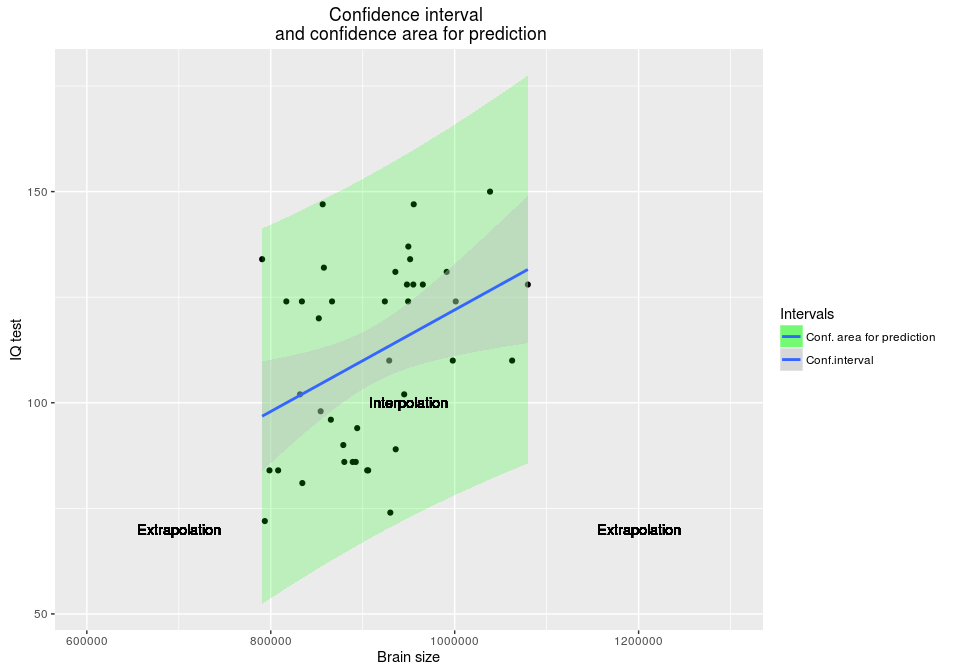 Confidence interval
and confidence area for prediction
IQ test
150
100
50
Interpolation
Extrapolation
Extrapolation
600000
800000
1000000
1200000
Brain size
Intervals
Conf. area for prediction
Conf.interval